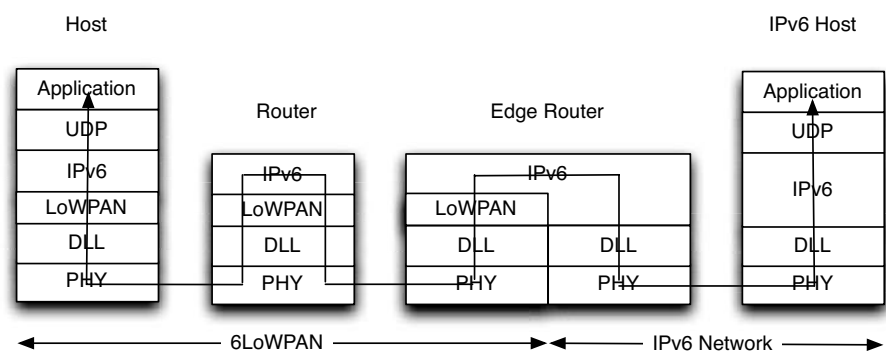 Host
IPv6 Host
Router
Edge Router
Application
UDP
IPv6
LoWPAN
DLL
PHY
IPv6
LoWPAN
DLL
PHY
IPv6
LoWPAN
DLL
DLL
PHY
PHY
Application
UDP
IPv6
DLL
PHY
6LoWPAN
IPv6 Network